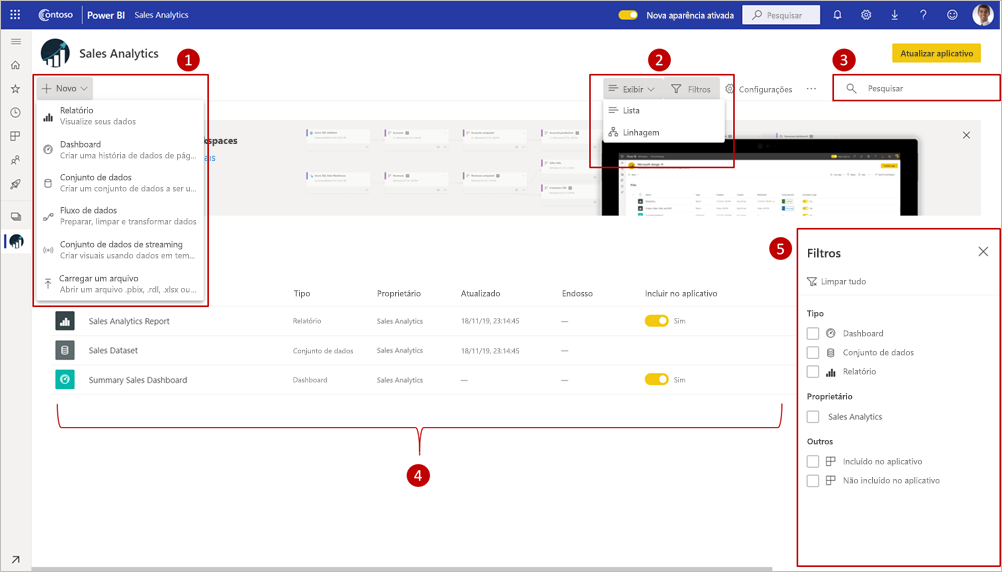 Contoso
Power BI
Sales Analytics
Nova aparência ativada
Pesquisar
Sales Analytics
Atualizar aplicativo
1
2
3
Novo
Exibir
Filtros
Configurações
Pesquisar
Relatório
Visualize seus dados
Dashboard
Criar uma história de dados de pág...
Conjunto de dados
Criar um conjunto de dados a ser u...
Fluxo de dados
Preparar, limpar e transformar dados
Conjunto de dados de streaming
Criar visuais usando dados em tem...
Carregar um arquivo
Abrir um arquivo .pbix, .rdl, .xlsx ou...
Lista
Linhagem
5
Filtros
Limpar tudo
Tipo
Dashboard
Conjunto de dados
Relatório
Proprietário
Sales Analytics
Outros
Incluído no aplicativo
Não incluído no aplicativo
Tipo
Proprietário
Atualizado
Endosso
Incluir no aplicativo
Sales Analytics Report
Relatório
Sales Analytics
18/11/19, 23:14:45
—
Sim
Sales Dataset
Conjunto de dados
Sales Analytics
18/11/19, 23:14:45
—
Summary Sales Dashboard
Dashboard
Sales Analytics
—
—
Sim
4